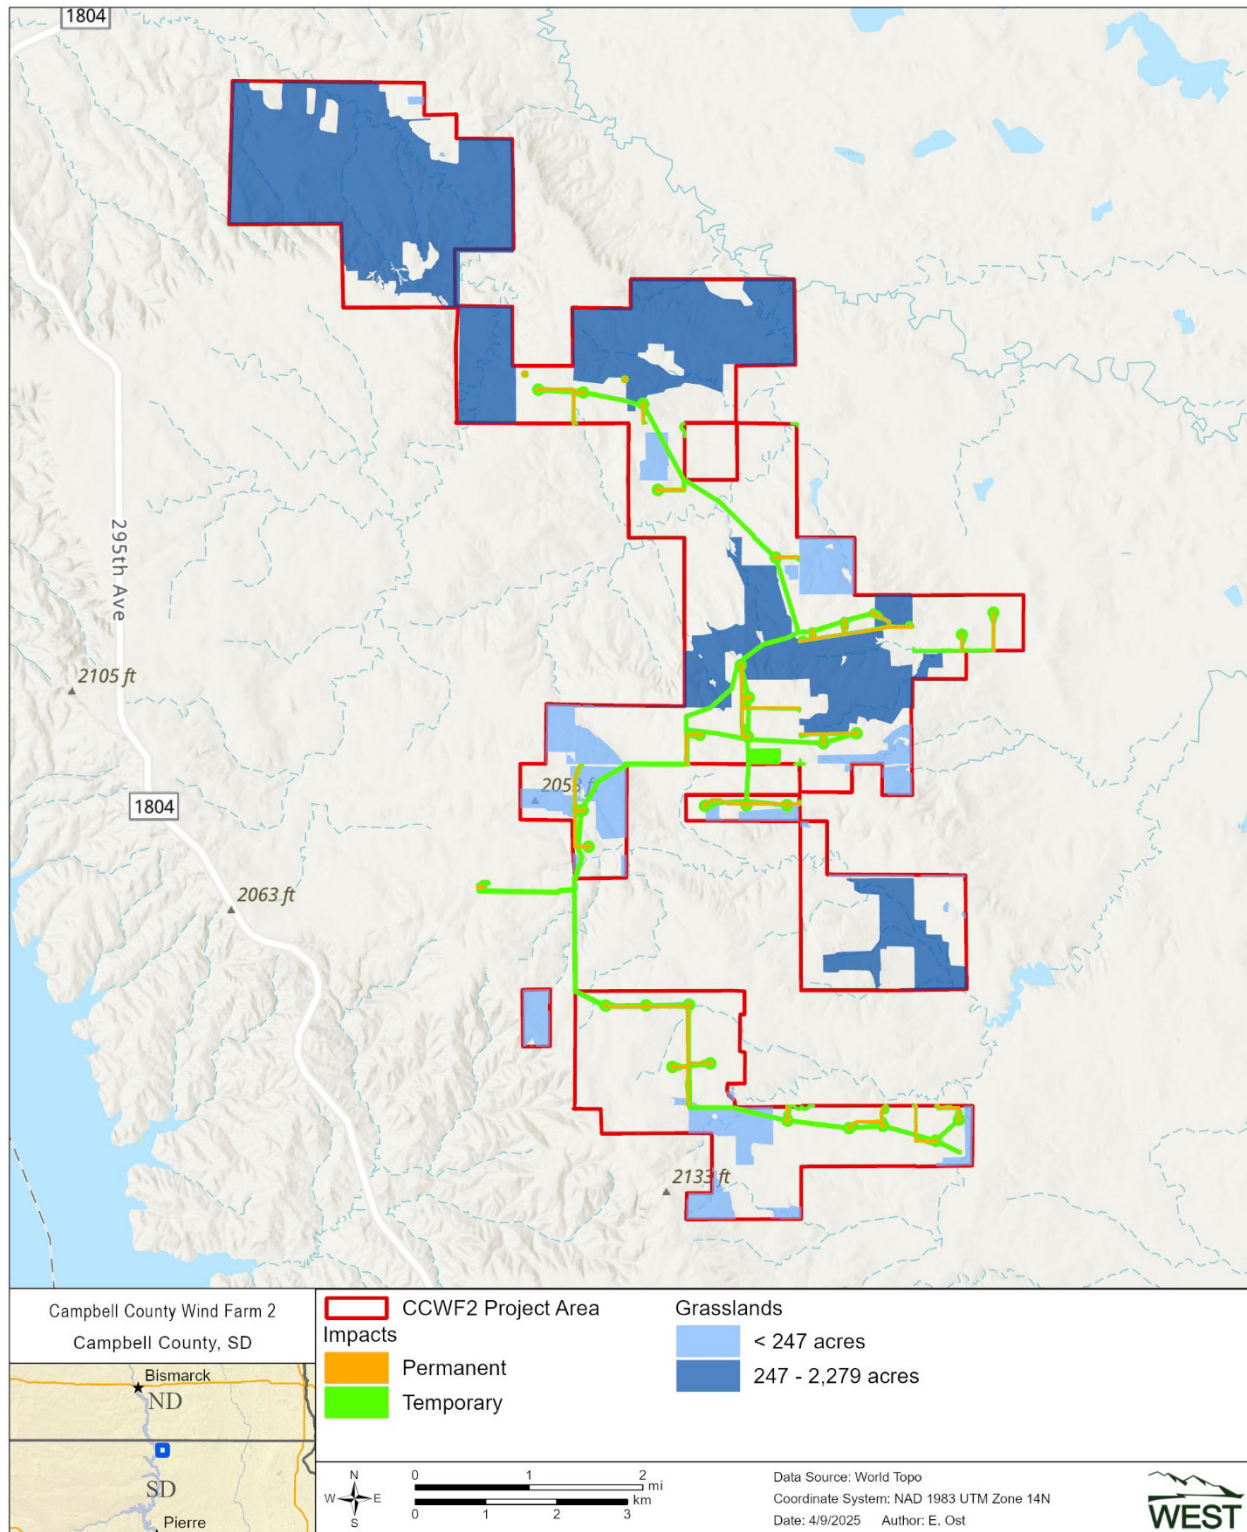 1804
295th Ave
2105 ft
2058 f
1804
2063 ft
2133 ft
Campbell County Wind Farm 2
Campbell County, SD
Bismarck
ND
SD
Pierre
CCWF2 Project Area
Impacts
Permanent
Temporary
Grasslands
< 247 acres
247 - 2,279 acres
N
W E
S
0 1 2
mi
km
0 1 2 3
Data Source: World Topo
Coordinate System: NAD 1983 UTM Zone 14N
Date: 4/9/2025 Author: E. Ost
WEST